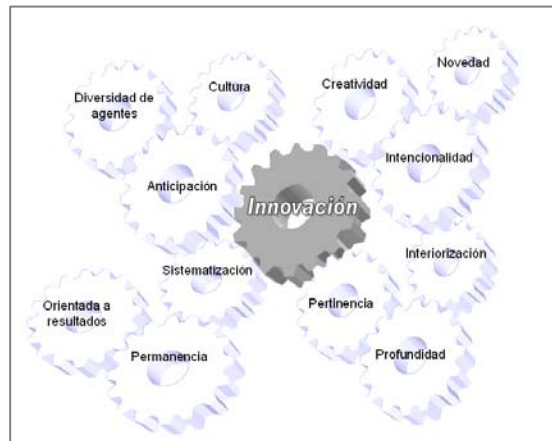 Novedad
Cultura
Creatividad
Diversidad de
agentes
Intencionalidad
Anticipación
Innovación
Interiorización
Sistematización
Pertinencia
Orientada a
resultados
Permanencia
Profundidad